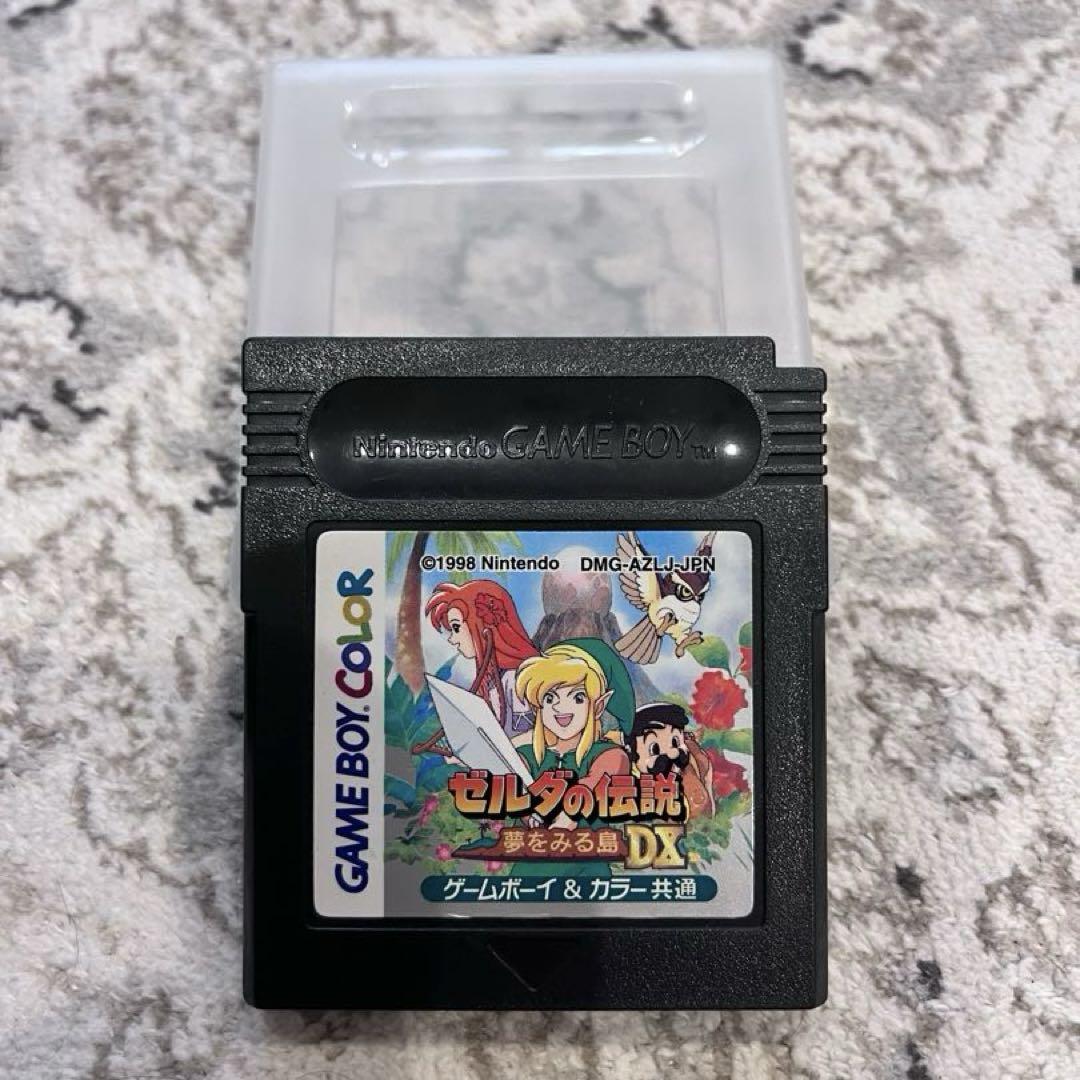 Nintendo GAME BOY™
©1998 Nintendo DMG-AZLJ-JPN
GAME BOY COLOR
ゼルダの伝説
夢をみる島DX
ゲームボーイ & カラー共通